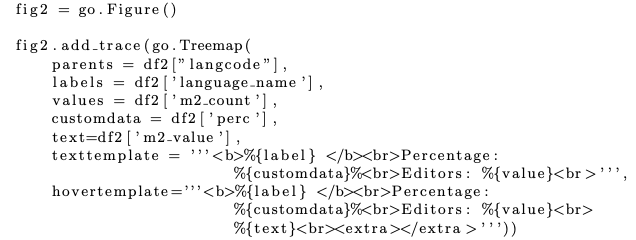 fig2 = go.Figure()
fig2.add_trace(go.Treemap(
parents = df2["langcode"],
labels = df2['language_name'],
values = df2['m2_count'],
customdata = df2['perc'],
text=df2['m2_value'],
texttemplate = '''<b>%{label} </b><br>Percentage:
%{customdata}%<br>Editors: %{value}<br>''',
hovertemplate='''<b>%{label} </b><br>Percentage:
%{customdata}%<br>Editors: %{value}<br>
%{text}<br><extra></extra>'''))